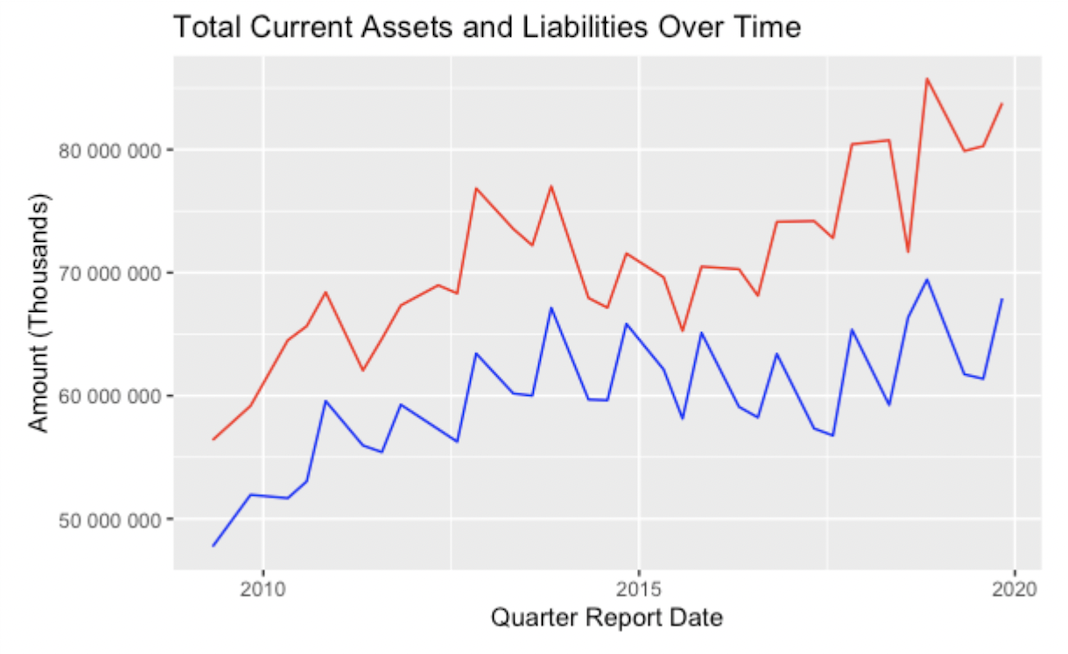 Total Current Assets and Liabilities Over Time
Amount (Thousands)
80 000 000
70 000 000
60 000 000
50 000 000
2010 2015 2020
Quarter Report Date